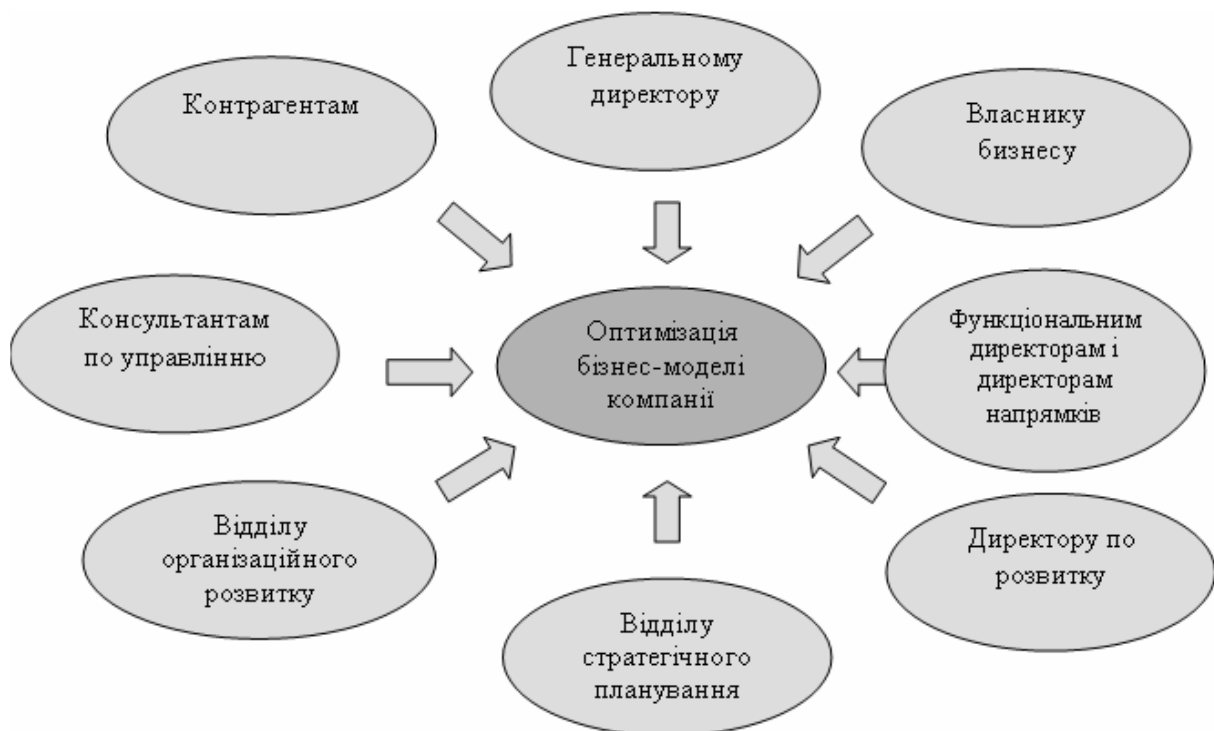 Генеральному
директору
Контрагентам
Власнику
бизнесу
Консультантам
по управлінню
Оптимізація
бізнес-моделі
компанії
Функціональним
директорам і
директорам
напрямків
Відділу
організаційного
розвитку
Директору по
розвитку
Відділу
стратегічного
планування